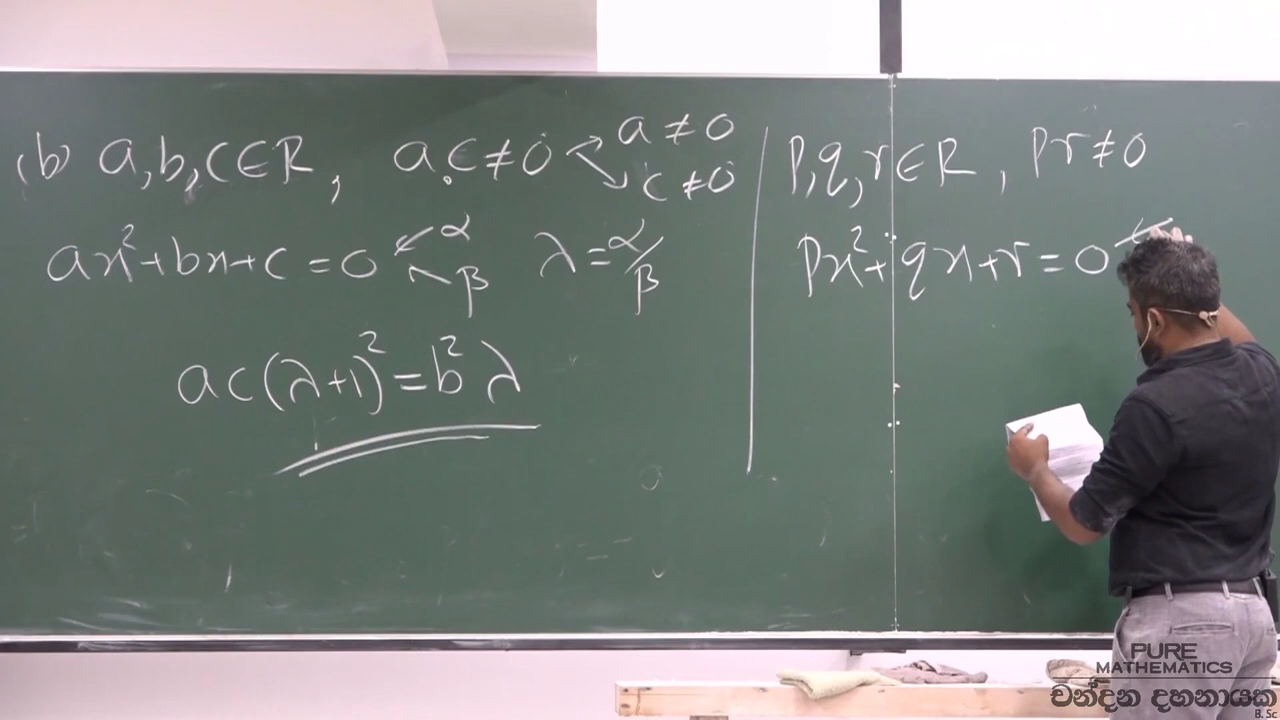 (b) a,b,c∈R, a.c≠0 a≠0
c≠0
ax²+bx+c=0 α β λ=α/β
ac(λ+1)²=b²λ
p,q,r∈R, pr≠0
px²+qx+r=0
PURE
MATHEMATICS
චන්දන දහනායක
B.Sc